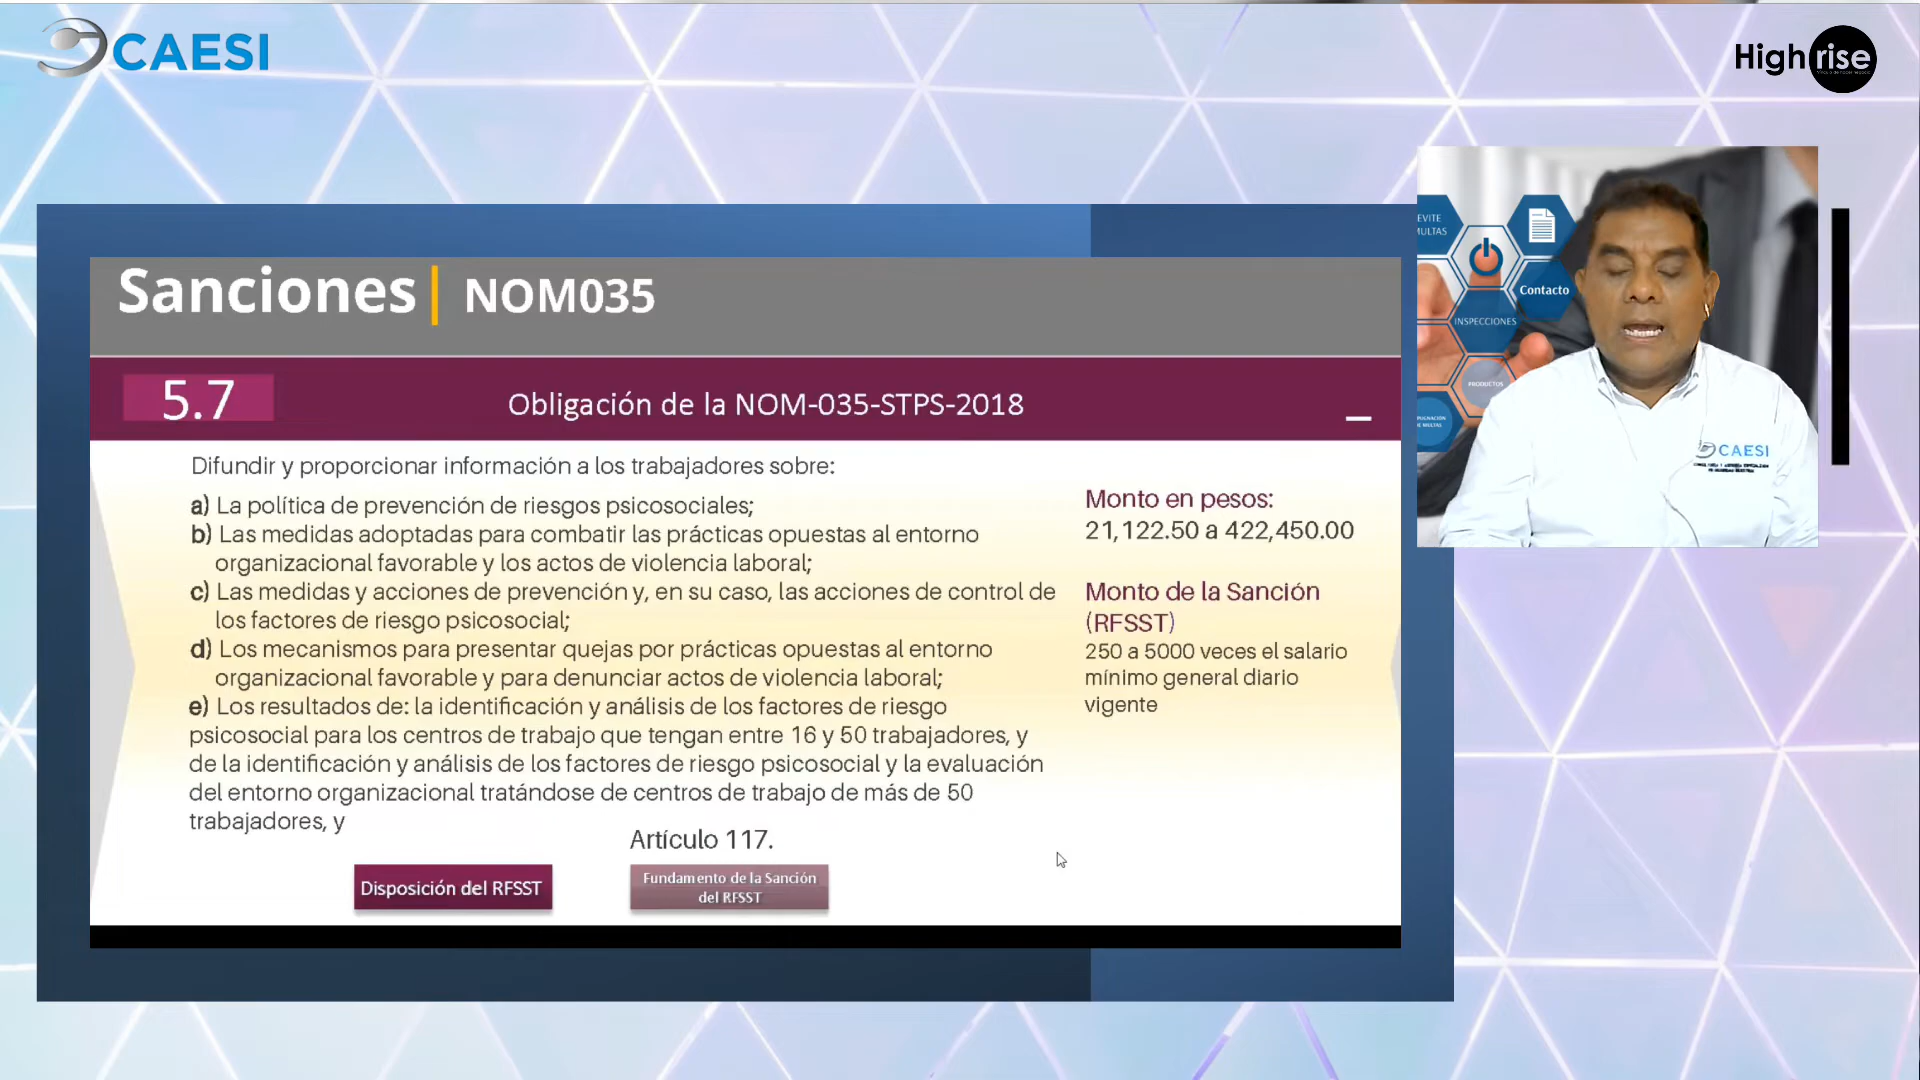 CAESI
High rise
Sanciones | NOM035
5.7
Obligación de la NOM-035-STPS-2018
Difundir y proporcionar información a los trabajadores sobre:
a) La política de prevención de riesgos psicosociales;
b) Las medidas adoptadas para combatir las prácticas opuestas al entorno
organizacional favorable y los actos de violencia laboral;
c) Las medidas y acciones de prevención y, en su caso, las acciones de control de
los factores de riesgo psicosocial;
d) Los mecanismos para presentar quejas por prácticas opuestas al entorno
organizacional favorable y para denunciar actos de violencia laboral;
e) Los resultados de: la identificación y análisis de los factores de riesgo
psicosocial para los centros de trabajo que tengan entre 16 y 50 trabajadores, y
de la identificación y análisis de los factores de riesgo psicosocial y la evaluación
del entorno organizacional tratándose de centros de trabajo de más de 50
trabajadores, y
Artículo 117.
Disposición del RFSST
Fundamento de la Sanción
del RFSST
Monto en pesos:
21,122.50 a 422,450.00
Monto de la Sanción
(RFSST)
250 a 5000 veces el salario
mínimo general diario
vigente
EVITE
MULTAS
Contacto
INSPECCIONES
PRODUCTOS
DE MULTAS
CAESI